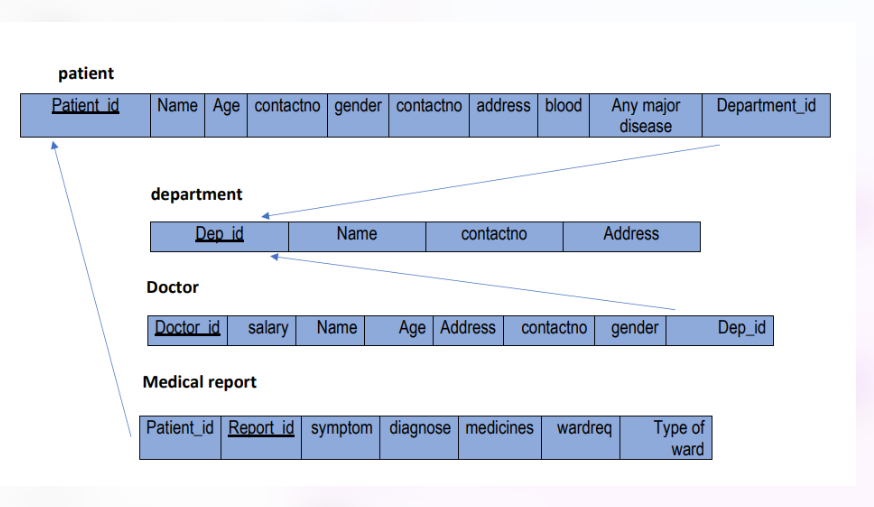 patient
Patient_id Name Age contactno gender contactno address blood Any major Department_id
disease
department
Dep_id Name contactno Address
Doctor
Doctor_id salary Name Age Address contactno gender Dep_id
Medical report
Patient_id Report_id symptom diagnose medicines wardreq Type of
ward